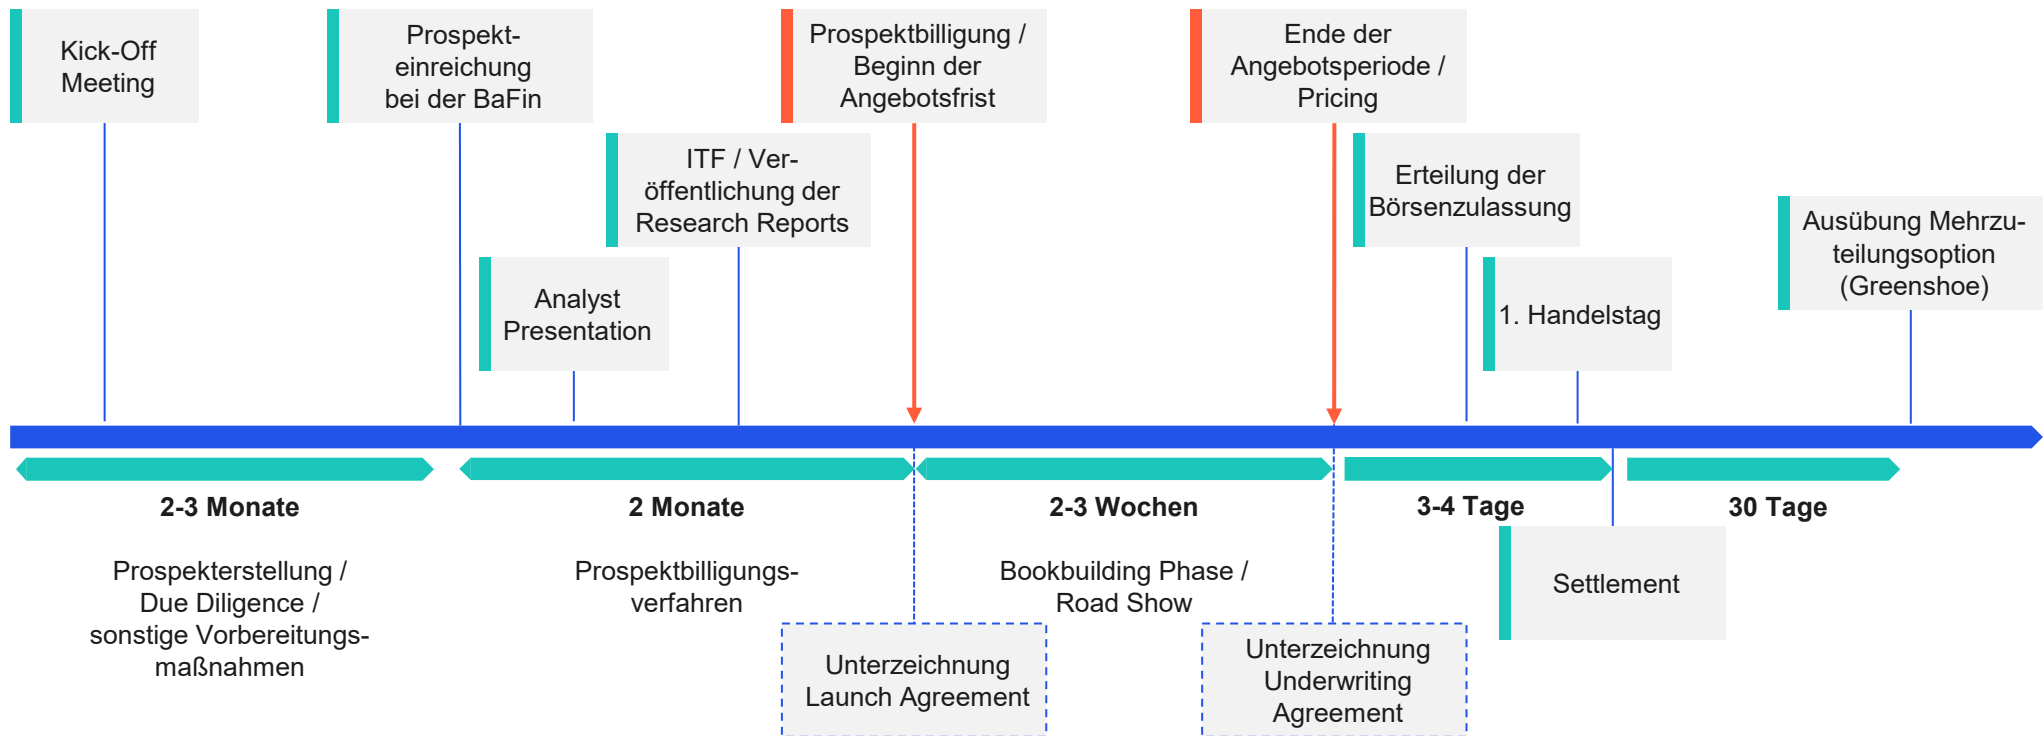 Kick-Off
Meeting
Prospekt-
einreichung
bei der BaFin
Prospektbilligung /
Beginn der
Angebotsfrist
Ende der
Angebotsperiode /
Pricing
ITF / Ver-
öffentlichung der
Research Reports
Erteilung der
Börsenzulassung
Ausübung Mehrzu-
teilungsoption
(Greenshoe)
Analyst
Presentation
1. Handelstag
2-3 Monate
2 Monate
2-3 Wochen
3-4 Tage
30 Tage
Prospekterstellung /
Due Diligence /
sonstige Vorbereitungs-
maßnahmen
Prospektbilligungs-
verfahren
Bookbuilding Phase /
Road Show
Settlement
Unterzeichnung
Launch Agreement
Unterzeichnung
Underwriting
Agreement